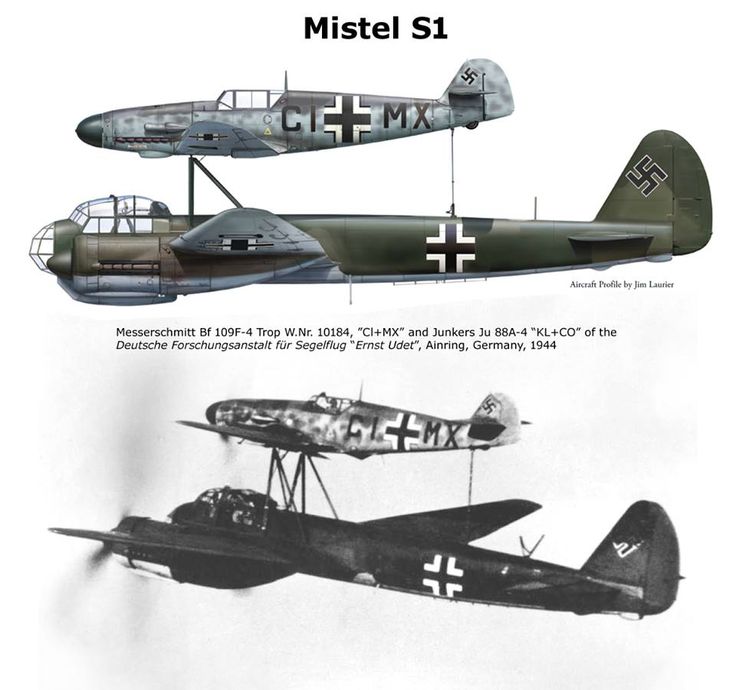 Mistel S1
CI MX
Aircraft Profile by Jim Laurier
Messerschmitt Bf 109F-4 Trop W.Nr. 10184, ”Cl+MX” and Junkers Ju 88A-4 “KL+CO” of the
Deutsche Forschungsanstalt für Segelflug “Ernst Udet”, Ainring, Germany, 1944
CI MX